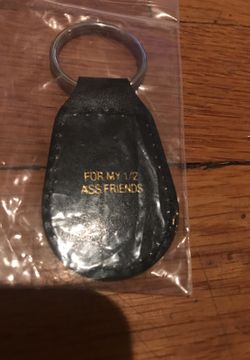 FOR MY 1/2
ASS FRIENDS